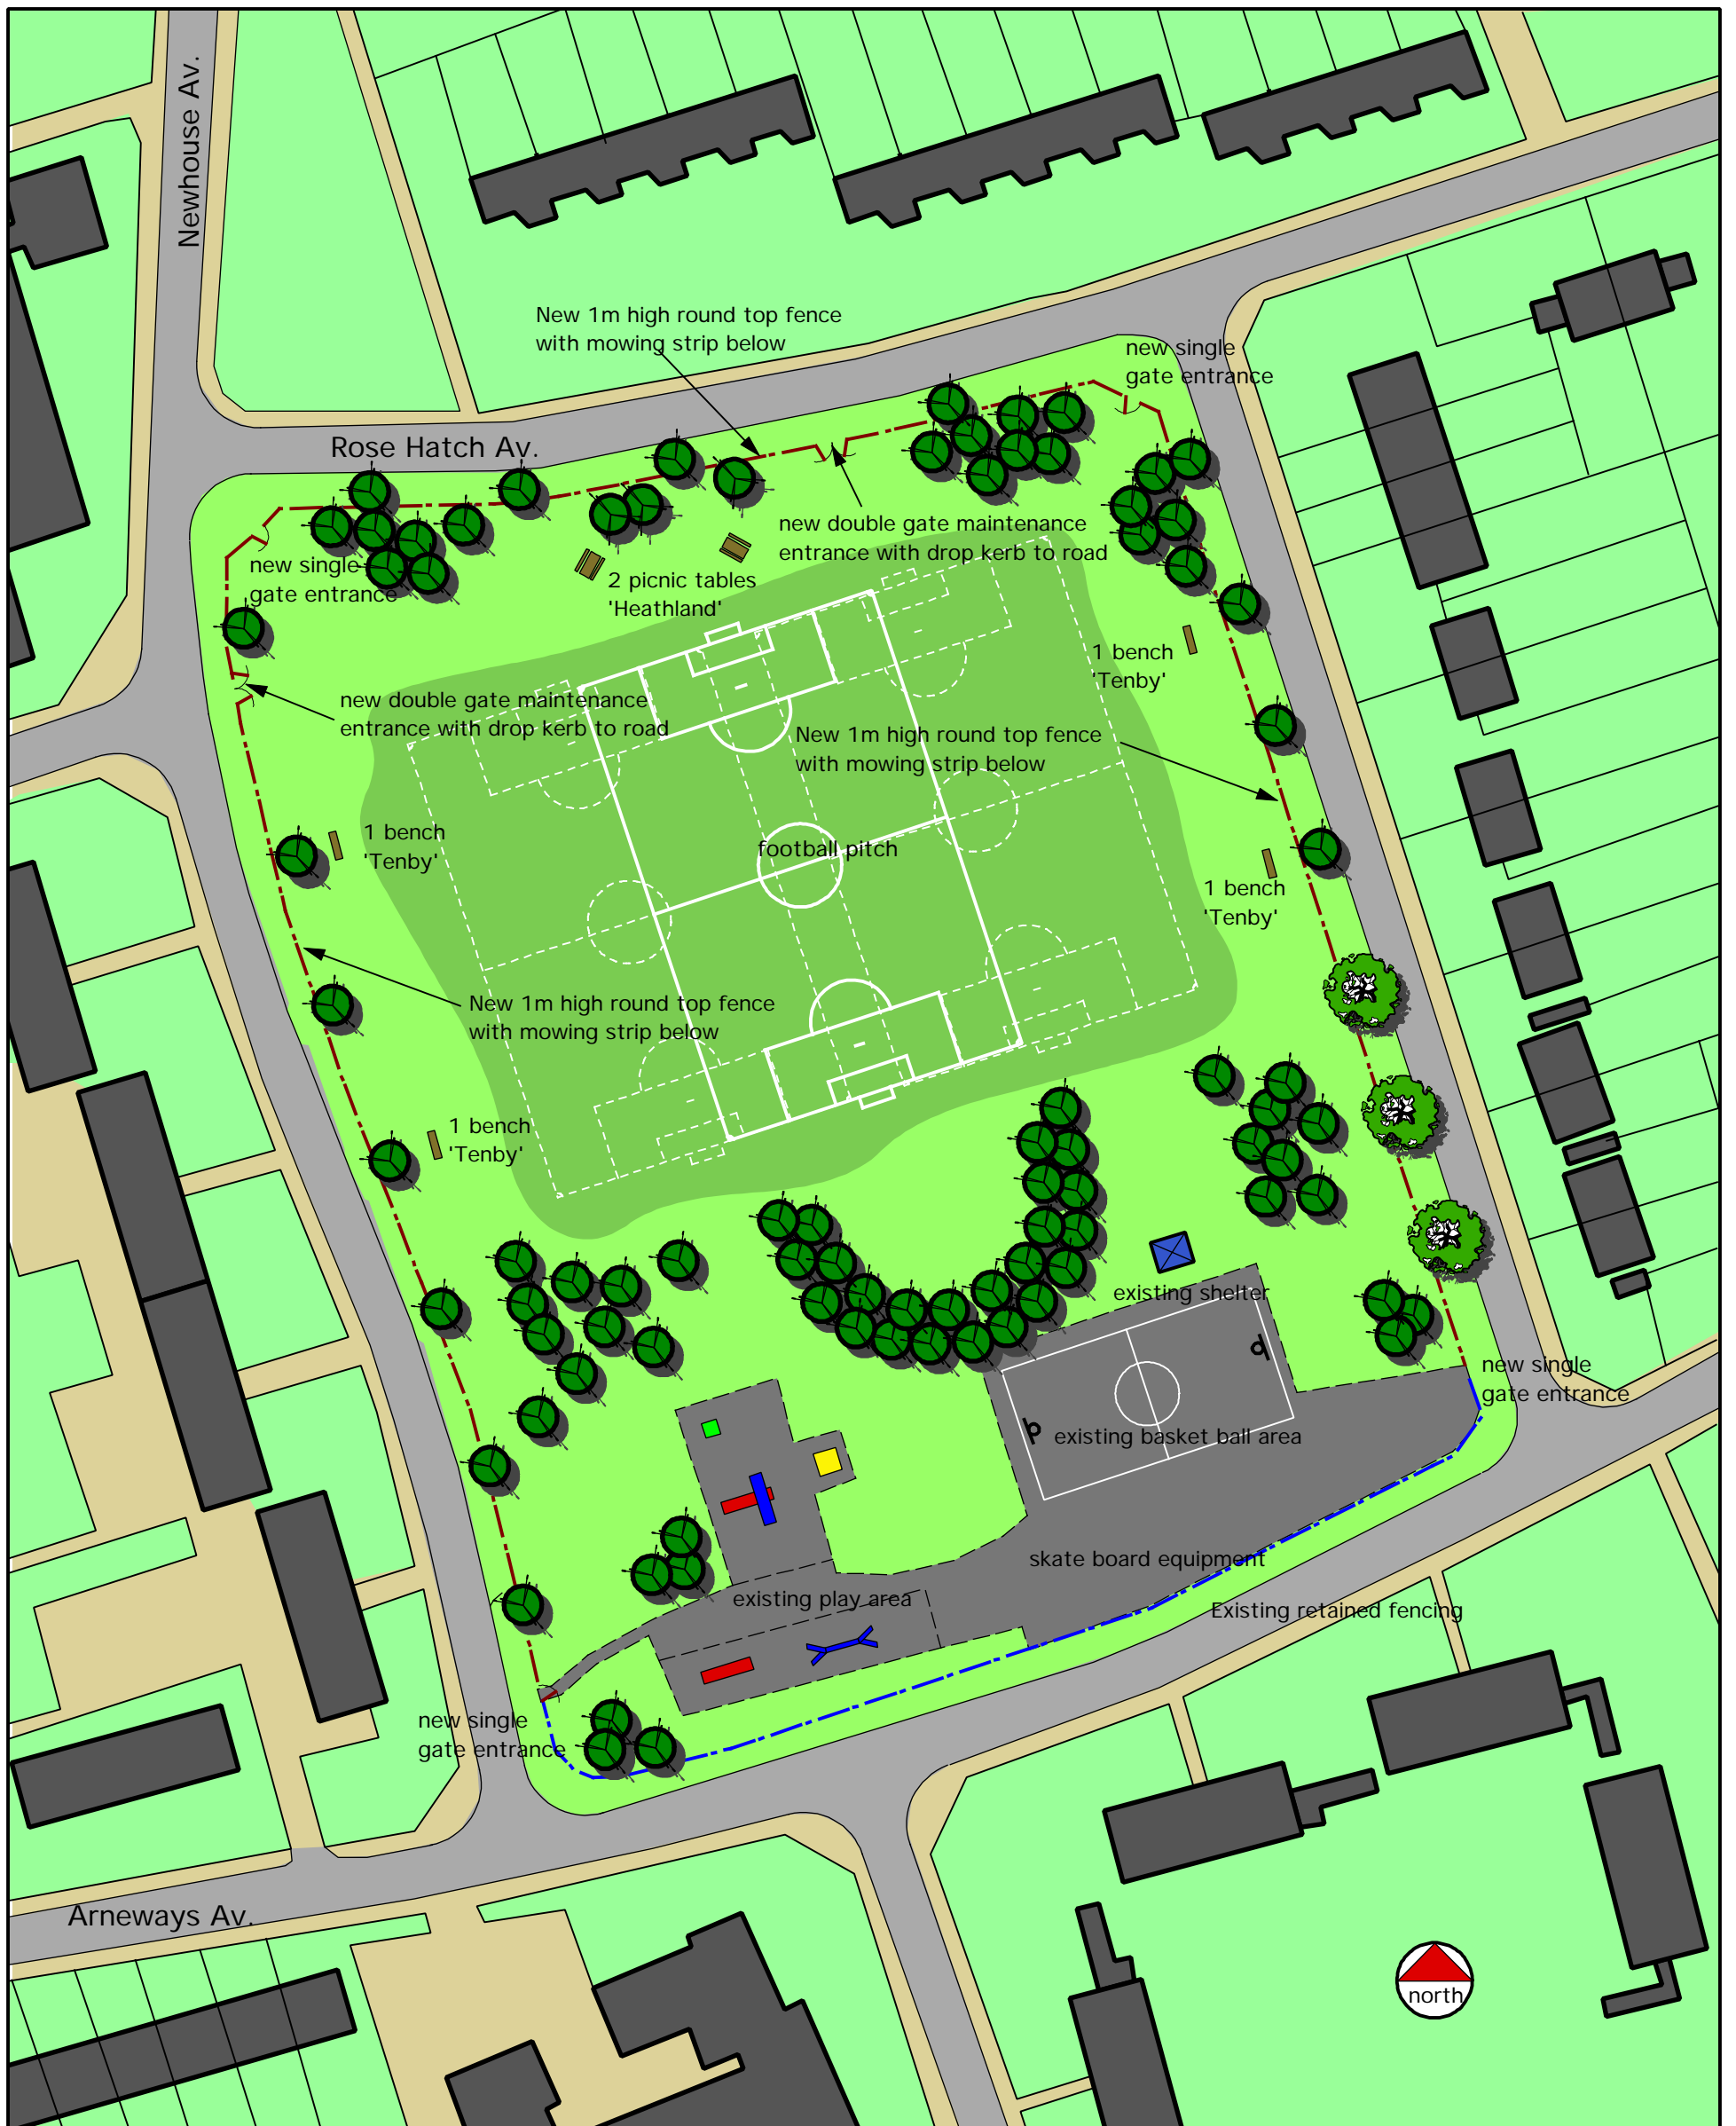 Newhouse Av.
New 1m high round top fence
with mowing strip below
new single
gate entrance
Rose Hatch Av.
new double gate maintenance
entrance with drop kerb to road
new single
gate entrance
2 picnic tables
'Heathland'
1 bench
'Tenby'
new double gate maintenance
entrance with drop kerb to road
New 1m high round top fence
with mowing strip below
1 bench
'Tenby'
football pitch
1 bench
'Tenby'
New 1m high round top fence
with mowing strip below
1 bench
'Tenby'
existing shelter
new single
gate entrance
existing basket ball area
skate board equipment
existing play area
Existing retained fencing
new single
gate entrance
Arneways Av.
north